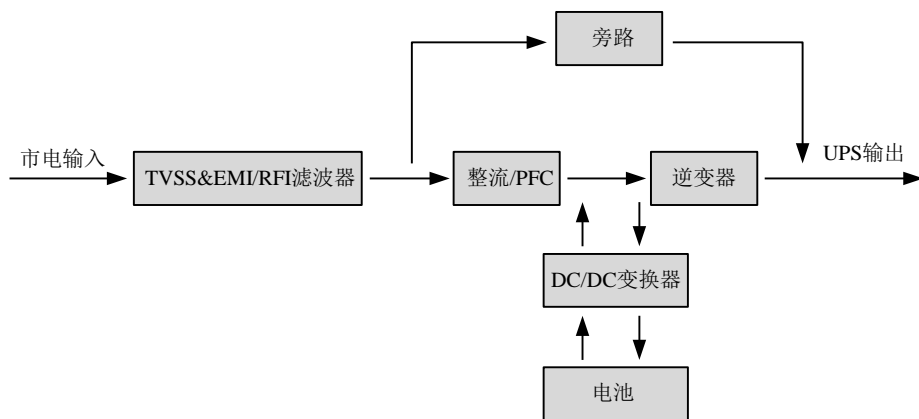 旁路
市电输入
TVSS&EMI/RFI滤波器
整流/PFC
逆变器
UPS输出
DC/DC变换器
电池